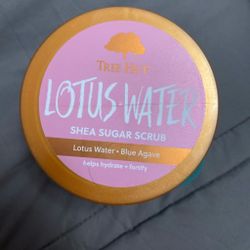 TREE HUT
LOTUS WATER
SHEA SUGAR SCRUB
Lotus Water • Blue Agave
helps hydrate + fortify